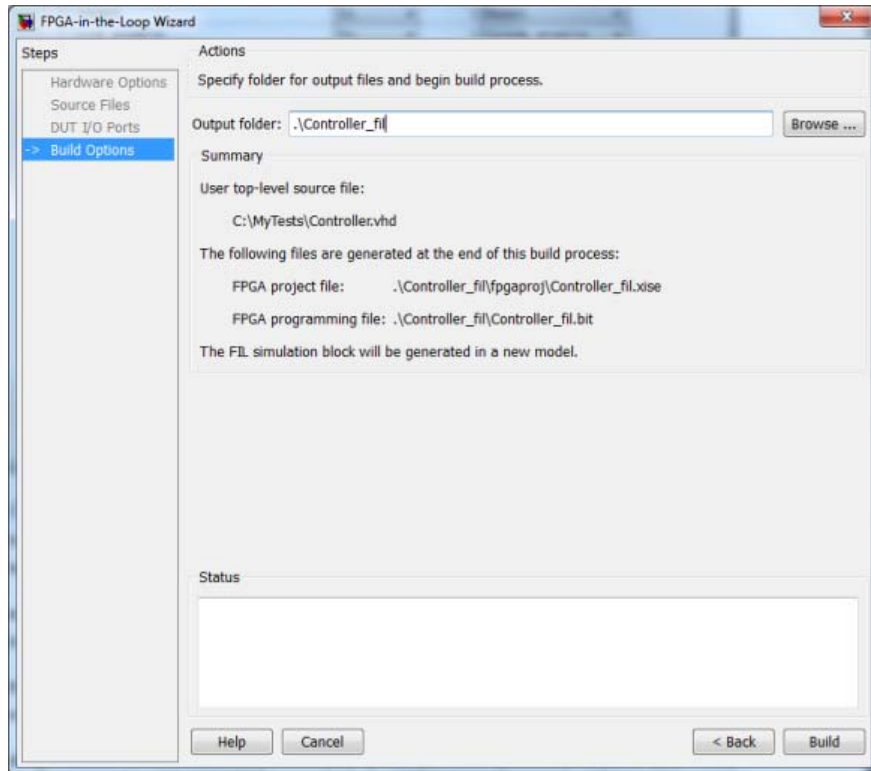 FPGA-in-the-Loop Wizard
Steps
Hardware Options
Source Files
DUT I/O Ports
-> Build Options
Actions
Specify folder for output files and begin build process.
Output folder: .\Controller_fil Browse ...
Summary
User top-level source file:
C:\MyTests\Controller.vhd
The following files are generated at the end of this build process:
FPGA project file: .\Controller_fil\fpgaproj\Controller_fil.xise
FPGA programming file: .\Controller_fil\Controller_fil.bit
The FIL simulation block will be generated in a new model.
Status
Help Cancel < Back Build